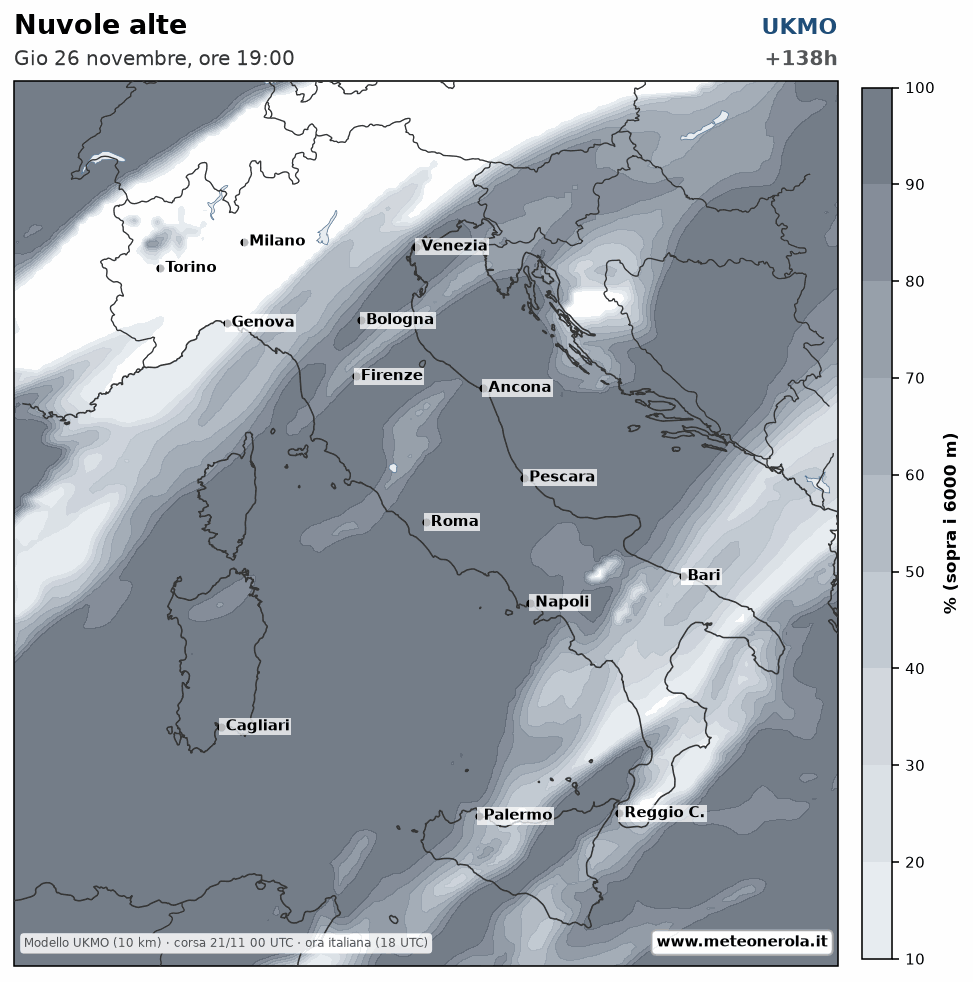 Nuvole alte
UKMO
Gio 26 novembre, ore 19:00
+138h
100
90
80
70
60
50
40
30
20
10
% (sopra i 6000 m)
Milano
Venezia
Torino
Genova
Bologna
Firenze
Ancona
Pescara
Roma
Bari
Napoli
Cagliari
Palermo
Reggio C.
Modello UKMO (10 km) · corsa 21/11 00 UTC · ora italiana (18 UTC)
www.meteonerola.it